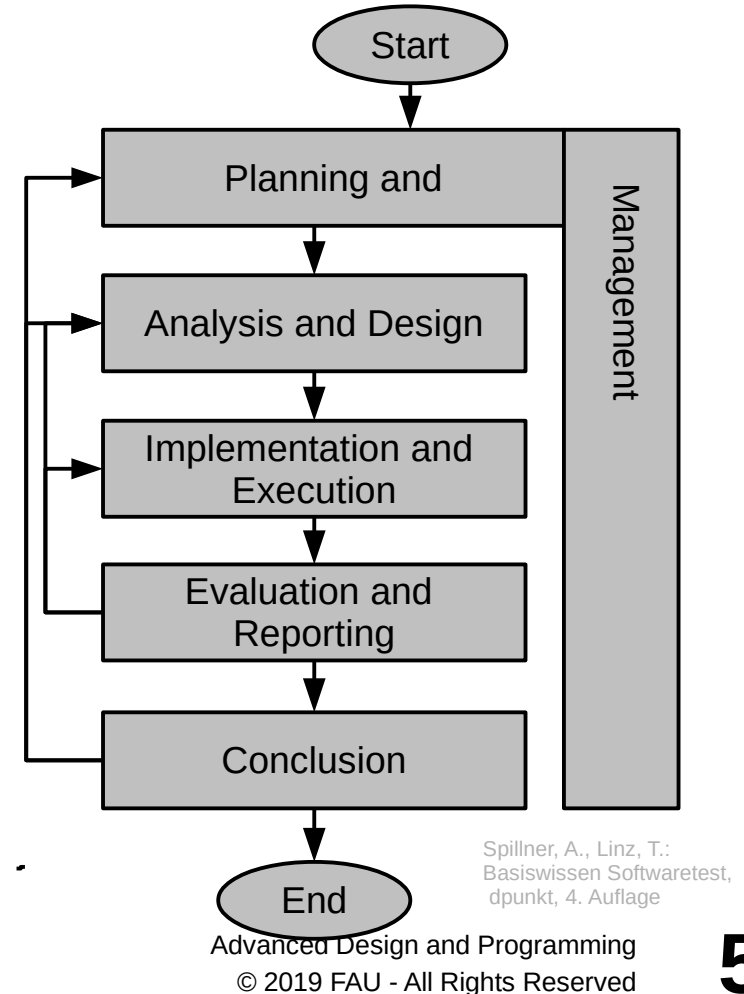 Start
Planning and
Management
Analysis and Design
Implementation and
Execution
Evaluation and
Reporting
Conclusion
End
Spillner, A., Linz, T.:
Basiswissen Softwaretest,
dpunkt, 4. Auflage
Advanced Design and Programming
© 2019 FAU - All Rights Reserved
5